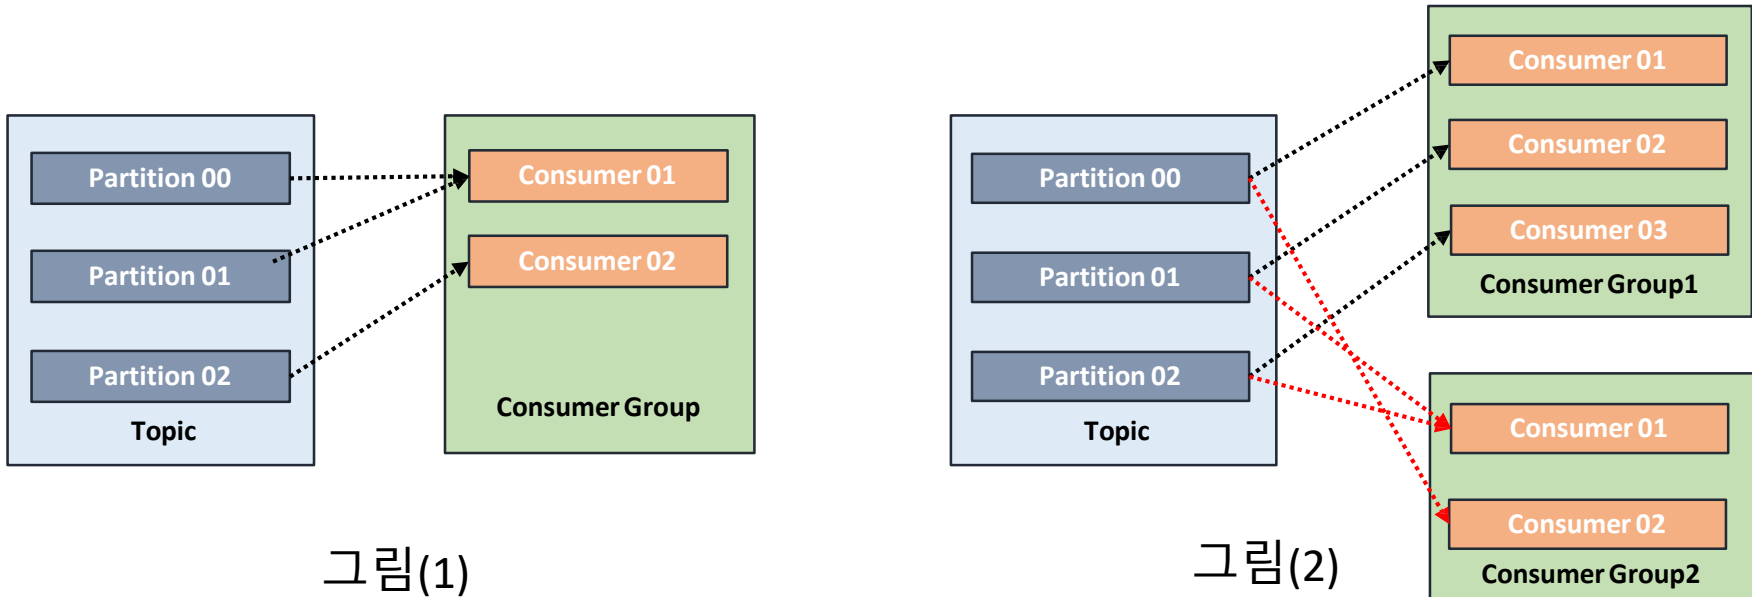 Partition 00
Partition 01
Partition 02
Topic
Consumer 01
Consumer 02
Consumer Group
그림(1)
Partition 00
Partition 01
Partition 02
Topic
Consumer 01
Consumer 02
Consumer 03
Consumer Group1
Consumer 01
Consumer 02
Consumer Group2
그림(2)